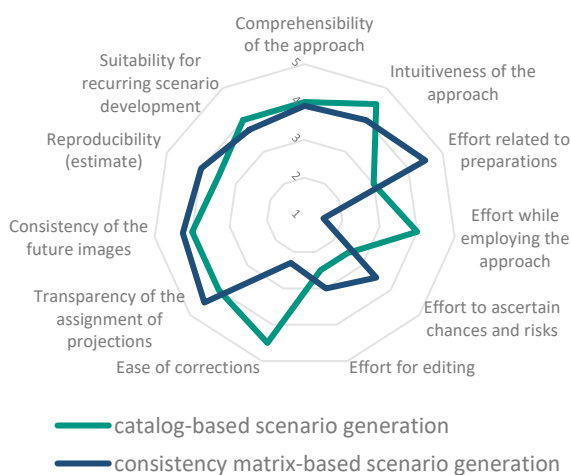 Comprehensibility
of the approach
Suitability for
recurring scenario
development
Intuitiveness of the
approach
Reproducibility
(estimate)
Effort related to
preparations
Consistency of the
future images
Effort while
employing the
approach
Transparency of the
assignment of
projections
Effort to ascertain
chances and risks
Ease of corrections
Effort for editing
5
4
3
2
1
catalog-based scenario generation
consistency matrix-based scenario generation